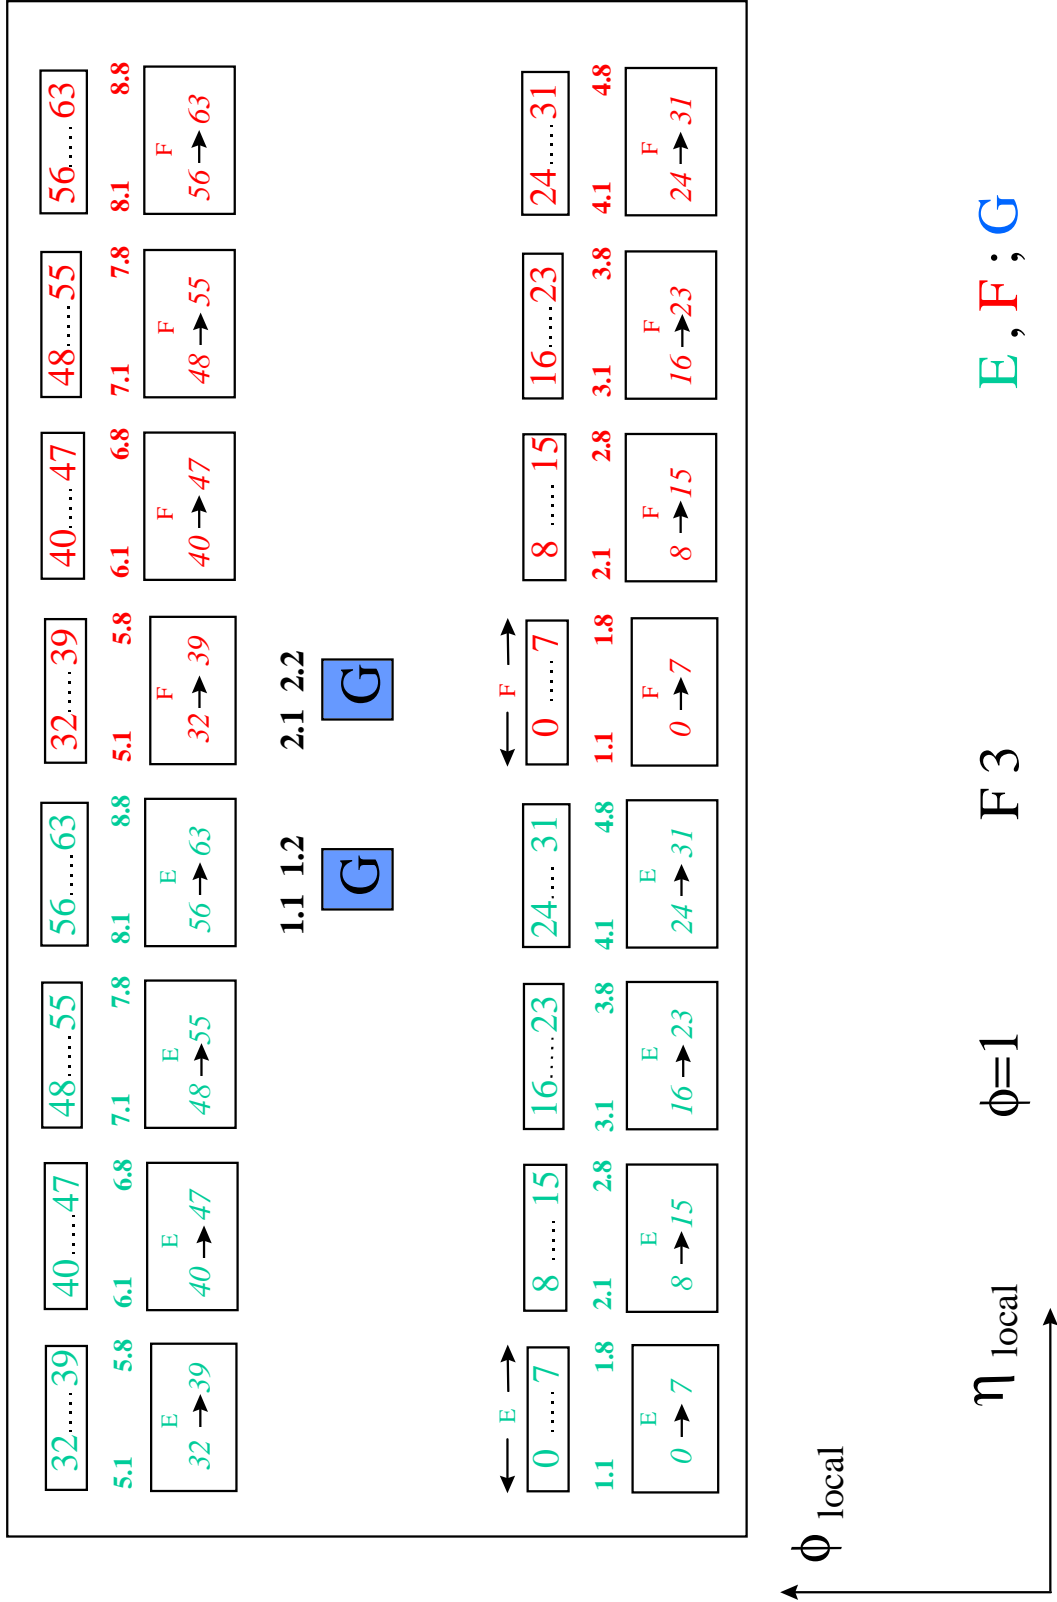 32......39 40......47 48......55 56......63 32......39 40......47 48......55 56......63
5.1 5.8 6.1 6.8 7.1 7.8 8.1 8.8 5.1 5.8 6.1 6.8 7.1 7.8 8.1 8.8
E E E E F F F F
32 → 39 40 → 47 48 → 55 56 → 63 32 → 39 40 → 47 48 → 55 56 → 63
1.1 1.2 2.1 2.2
G G
← E → ← F →
0 ...... 7 8 ...... 15 16......23 24...... 31 0 ...... 7 8 ...... 15 16......23 24......31
1.1 1.8 2.1 2.8 3.1 3.8 4.1 4.8 1.1 1.8 2.1 2.8 3.1 3.8 4.1 4.8
E E E E F F F F
0 → 7 8 → 15 16 → 23 24 → 31 0 → 7 8 → 15 16 → 23 24 → 31
ϕ local
η local ϕ=1 F 3 E , F ; G